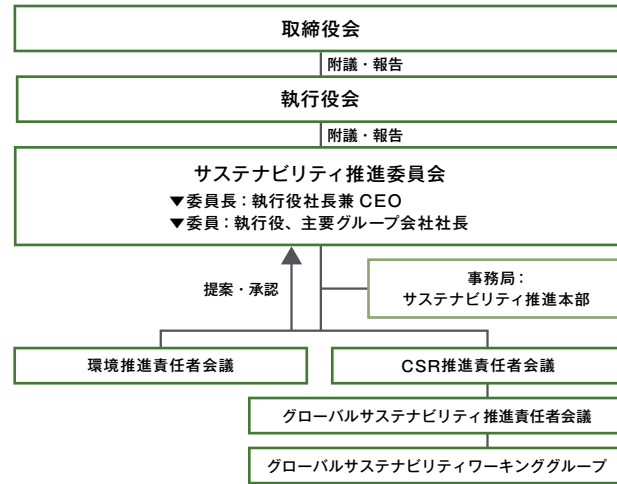 取締役会
附議・報告
執行役会
附議・報告
サステナビリティ推進委員会
▼委員長：執行役社長兼 CEO
▼委員：執行役、主要グループ会社社長
提案・承認
事務局：
サステナビリティ推進本部
環境推進責任者会議
CSR推進責任者会議
グローバルサステナビリティ推進責任者会議
グローバルサステナビリティワーキンググループ